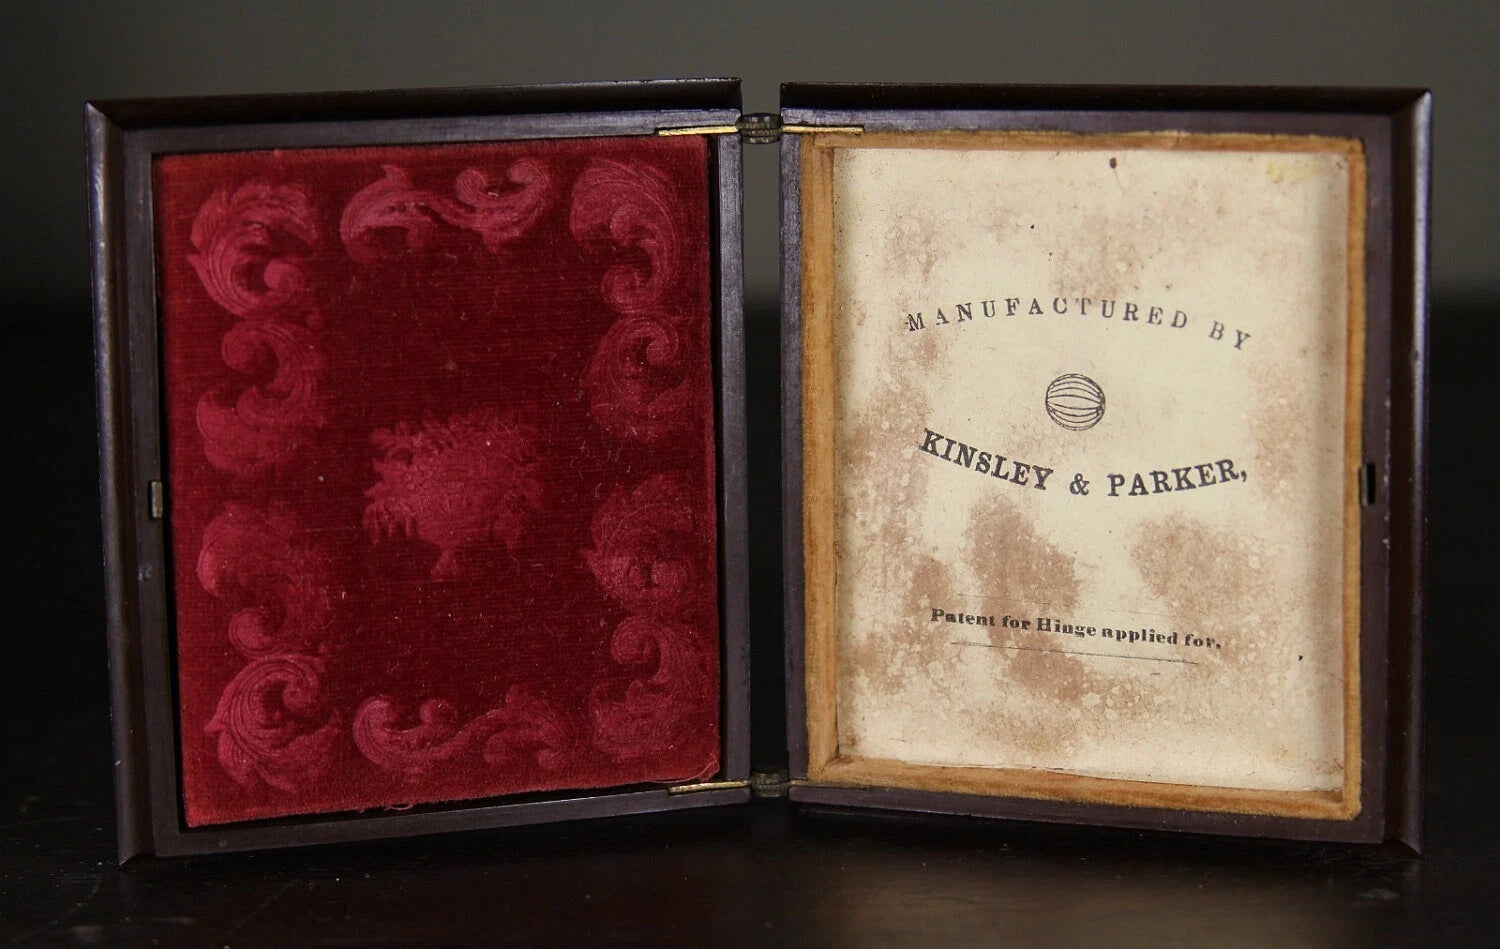 MANUFACTURED BY
KINSLEY & PARKER,
Patent for Hinge applied for.